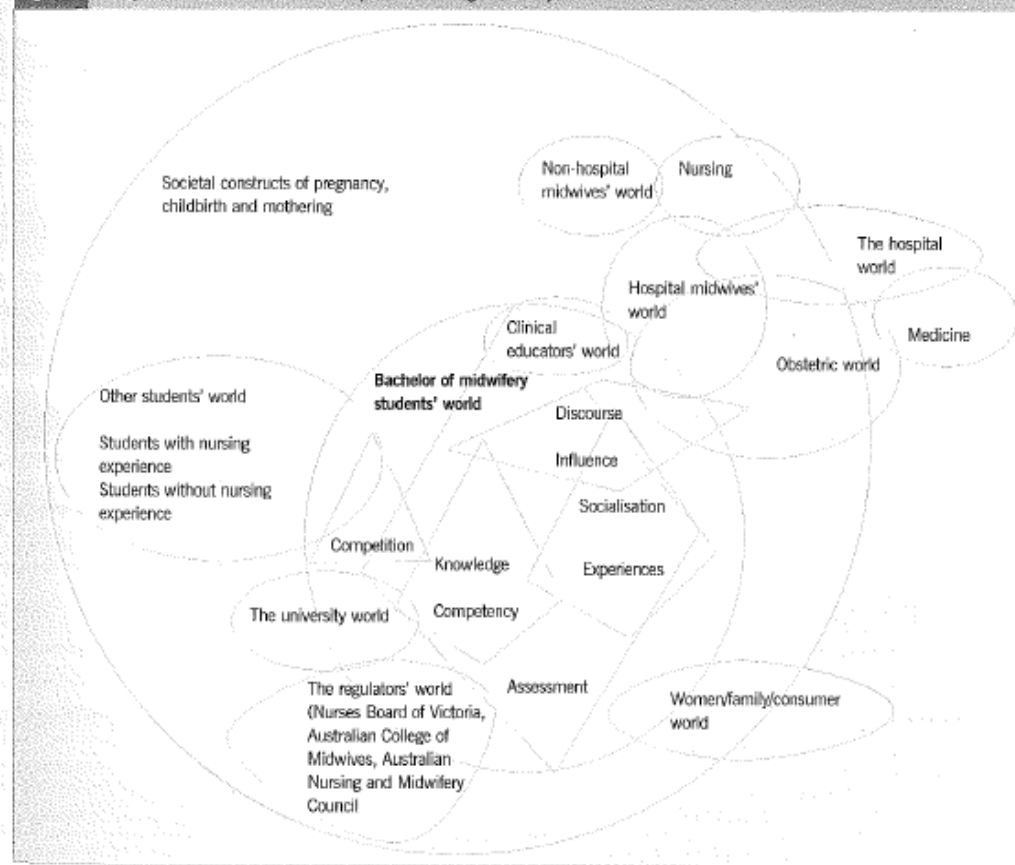 Societal constructs of pregnancy,
childbirth and mothering
Non-hospital
midwives' world
Nursing
The hospital
world
Hospital midwives'
world
Medicine
Obstetric world
Clinical
educators' world
Bachelor of midwifery
students' world
Other students' world
Students with nursing
experience
Students without nursing
experience
Discourse
Influence
Socialisation
Experiences
Competition
Knowledge
Competency
The university world
Assessment
The regulators' world
(Nurses Board of Victoria,
Australian College of
Midwives, Australian
Nursing and Midwifery
Council
Women/family/consumer
world